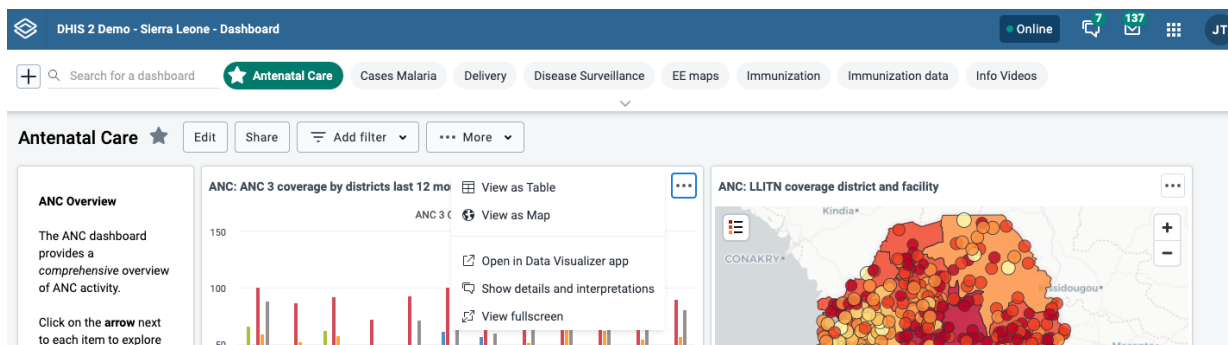 DHIS 2 Demo - Sierra Leone - Dashboard
Online
7
137
JT
Search for a dashboard
Antenatal Care
Cases Malaria
Delivery
Disease Surveillance
EE maps
Immunization
Immunization data
Info Videos
Antenatal Care
Edit
Share
Add filter
More
ANC Overview
The ANC dashboard
provides a
comprehensive overview
of ANC activity.
Click on the arrow next
to each item to explore
ANC: ANC 3 coverage by districts last 12 mo
ANC 3 C
150
100
50
View as Table
View as Map
Open in Data Visualizer app
Show details and interpretations
View fullscreen
ANC: LLITN coverage district and facility
Kindia
CONAKRY
+
−